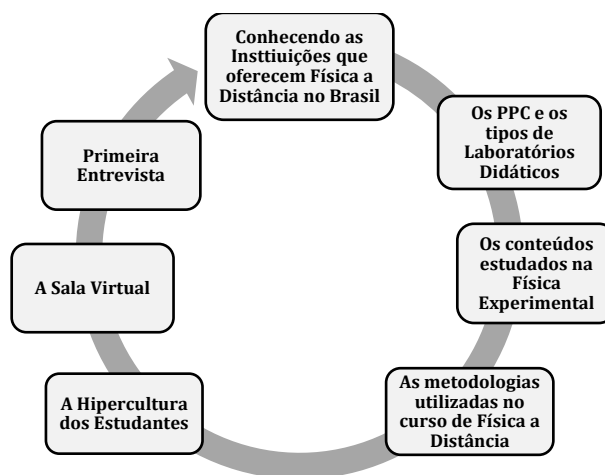 Conhecendo as
Insttiuições que
oferecem Física a
Distância no Brasil
Os PPC e os
tipos de
Laboratórios
Didáticos
Os conteúdos
estudados na
Física
Experimental
As metodologias
utilizadas no
curso de Física a
Distância
A Hipercultura
dos Estudantes
A Sala Virtual
Primeira
Entrevista